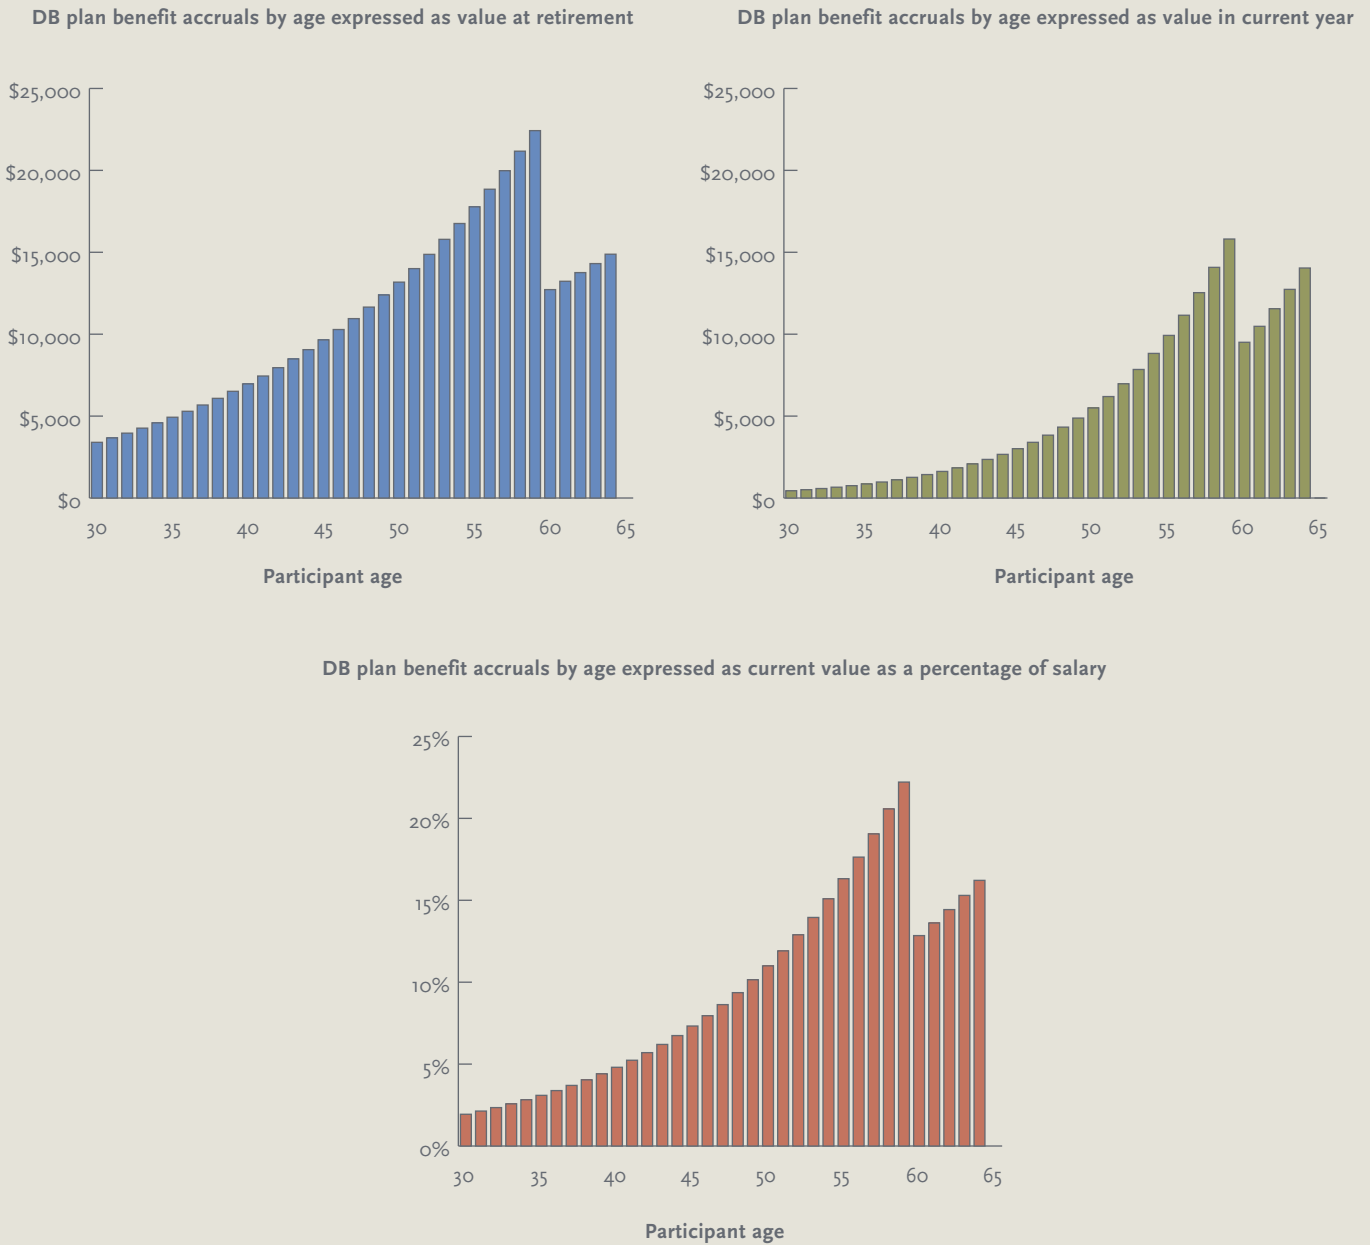 DB plan benefit accruals by age expressed as value at retirement
$25,000
$20,000
$15,000
$10,000
$5,000
$0
30 35 40 45 50 55 60 65
Participant age
DB plan benefit accruals by age expressed as value in current year
$25,000
$20,000
$15,000
$10,000
$5,000
$0
30 35 40 45 50 55 60 65
Participant age
DB plan benefit accruals by age expressed as current value as a percentage of salary
25%
20%
15%
10%
5%
0%
30 35 40 45 50 55 60 65
Participant age